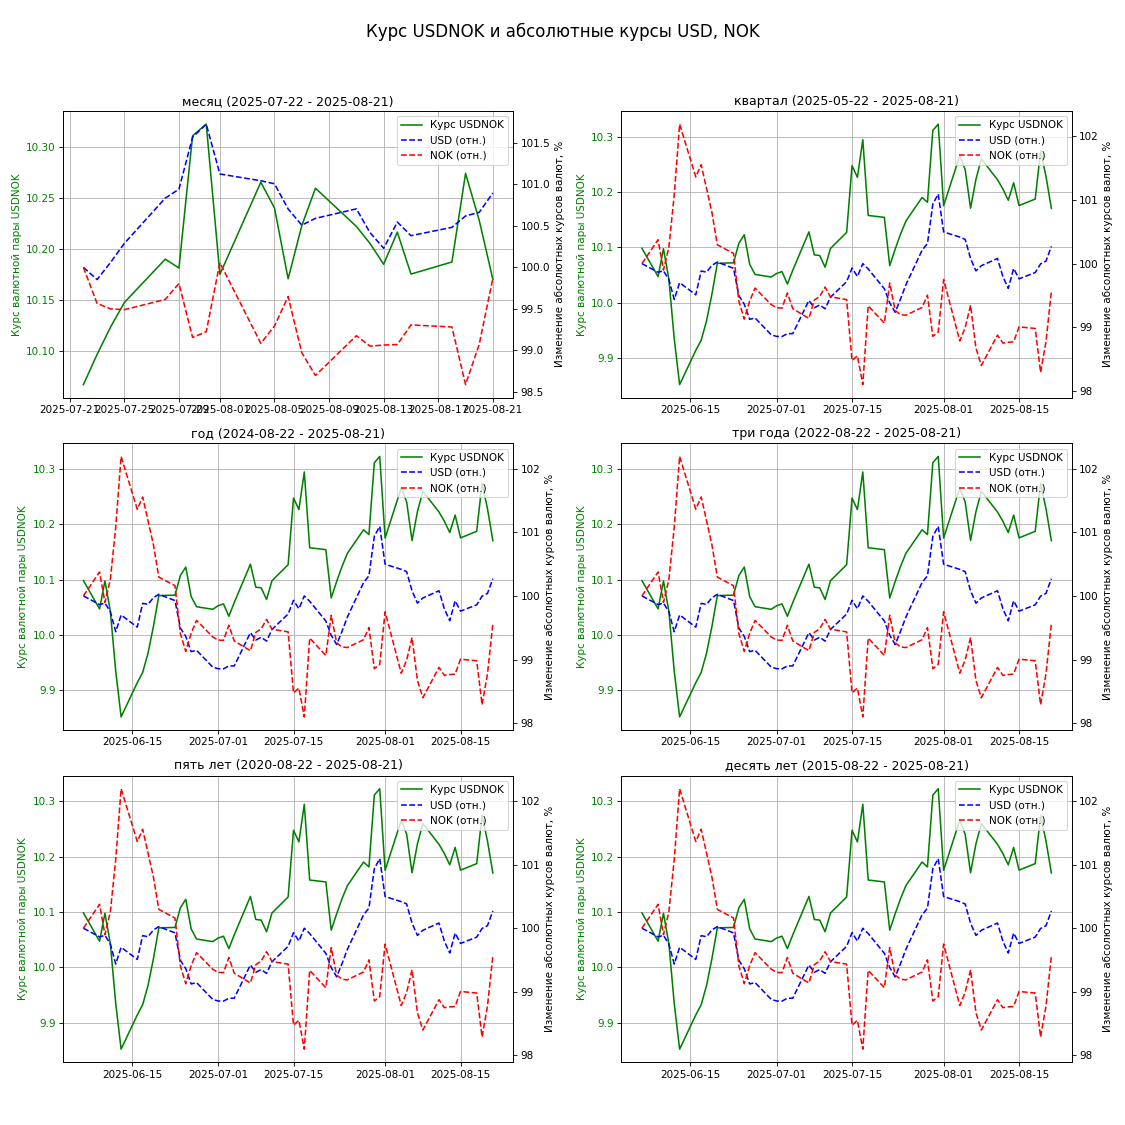 Курс USDNOK и абсолютные курсы USD, NOK
месяц (2025-07-22 - 2025-08-21)
Курс валютной пары USDNOK
10.30
10.25
10.20
10.15
10.10
Курс USDNOK
USD (отн.)
NOK (отн.)
101.5
101.0
100.5
100.0
99.5
99.0
98.5
Изменение абсолютных курсов валют, %
2025-07-21
2025-07-25
2025-07-29
2025-08-01
2025-08-05
2025-08-09
2025-08-13
2025-08-17
2025-08-21
квартал (2025-05-22 - 2025-08-21)
Курс валютной пары USDNOK
10.3
10.2
10.1
10.0
9.9
Курс USDNOK
USD (отн.)
NOK (отн.)
102
101
100
99
98
Изменение абсолютных курсов валют, %
2025-06-15
2025-07-01
2025-07-15
2025-08-01
2025-08-15
год (2024-08-22 - 2025-08-21)
Курс валютной пары USDNOK
10.3
10.2
10.1
10.0
9.9
Курс USDNOK
USD (отн.)
NOK (отн.)
102
101
100
99
98
Изменение абсолютных курсов валют, %
2025-06-15
2025-07-01
2025-07-15
2025-08-01
2025-08-15
три года (2022-08-22 - 2025-08-21)
Курс валютной пары USDNOK
10.3
10.2
10.1
10.0
9.9
Курс USDNOK
USD (отн.)
NOK (отн.)
102
101
100
99
98
Изменение абсолютных курсов валют, %
2025-06-15
2025-07-01
2025-07-15
2025-08-01
2025-08-15
пять лет (2020-08-22 - 2025-08-21)
Курс валютной пары USDNOK
10.3
10.2
10.1
10.0
9.9
Курс USDNOK
USD (отн.)
NOK (отн.)
102
101
100
99
98
Изменение абсолютных курсов валют, %
2025-06-15
2025-07-01
2025-07-15
2025-08-01
2025-08-15
десять лет (2015-08-22 - 2025-08-21)
Курс валютной пары USDNOK
10.3
10.2
10.1
10.0
9.9
Курс USDNOK
USD (отн.)
NOK (отн.)
102
101
100
99
98
Изменение абсолютных курсов валют, %
2025-06-15
2025-07-01
2025-07-15
2025-08-01
2025-08-15